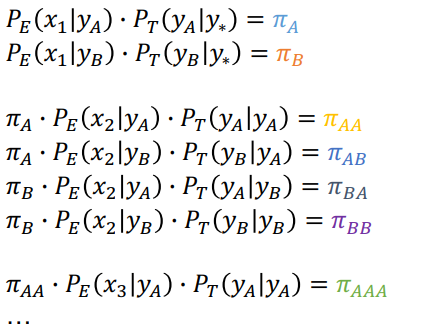 P_E(x_1|y_A) · P_T(y_A|y_*) = π_A
P_E(x_1|y_B) · P_T(y_B|y_*) = π_B
π_A · P_E(x_2|y_A) · P_T(y_A|y_A) = π_AA
π_A · P_E(x_2|y_B) · P_T(y_B|y_A) = π_AB
π_B · P_E(x_2|y_A) · P_T(y_A|y_B) = π_BA
π_B · P_E(x_2|y_B) · P_T(y_B|y_B) = π_BB
π_AA · P_E(x_3|y_A) · P_T(y_A|y_A) = π_AAA
...